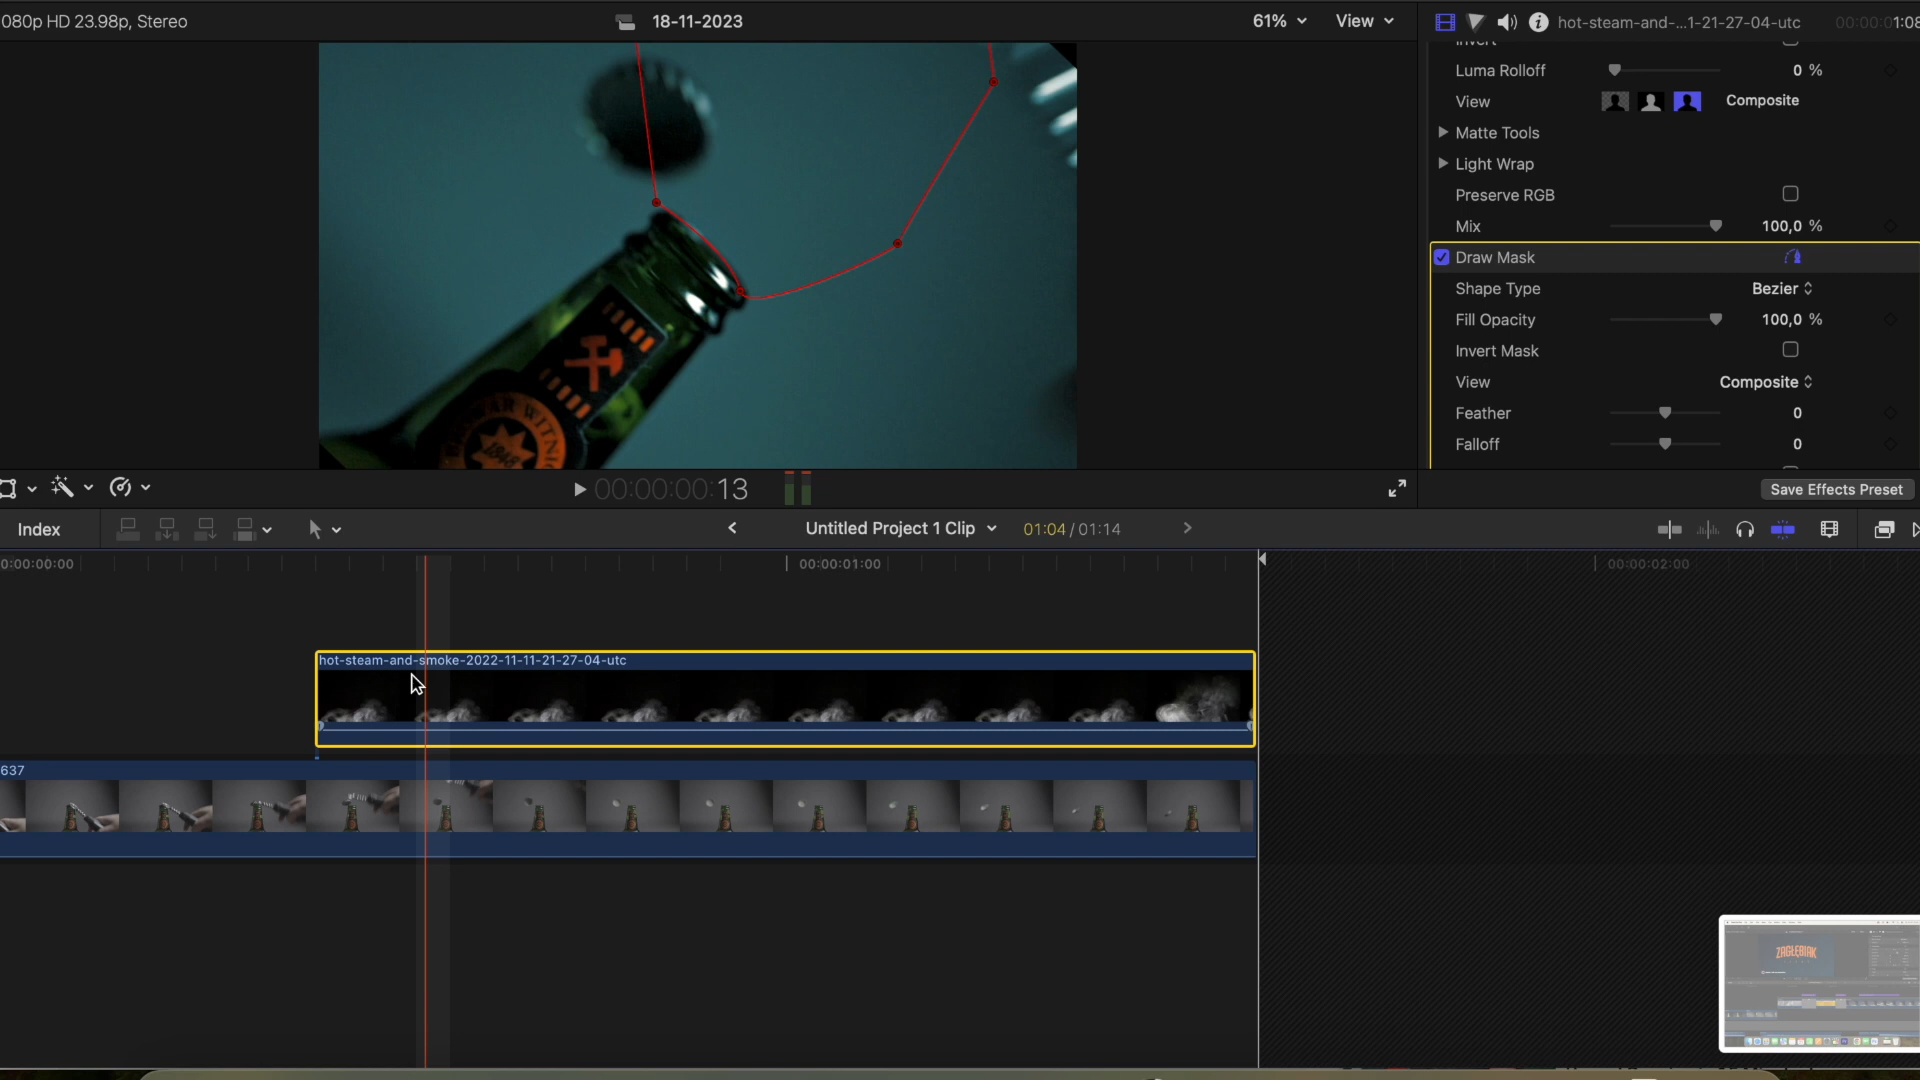 080p HD 23.98p, Stereo
18-11-2023
61%
View
hot-steam-and-...1-21-27-04-utc
00:00:01:08
Invert
Luma Rolloff 0 %
View Composite
Matte Tools
Light Wrap
Preserve RGB
Mix 100,0 %
Draw Mask
Shape Type Bezier
Fill Opacity 100,0 %
Invert Mask
View Composite
Feather 0
Falloff 0
1848
00:00:00:13
Save Effects Preset
Index
Untitled Project 1 Clip
01:04 / 01:14
0:00:00:00
00:00:01:00
00:00:02:00
hot-steam-and-smoke-2022-11-11-21-27-04-utc
637
ZAGŁĘBIAK